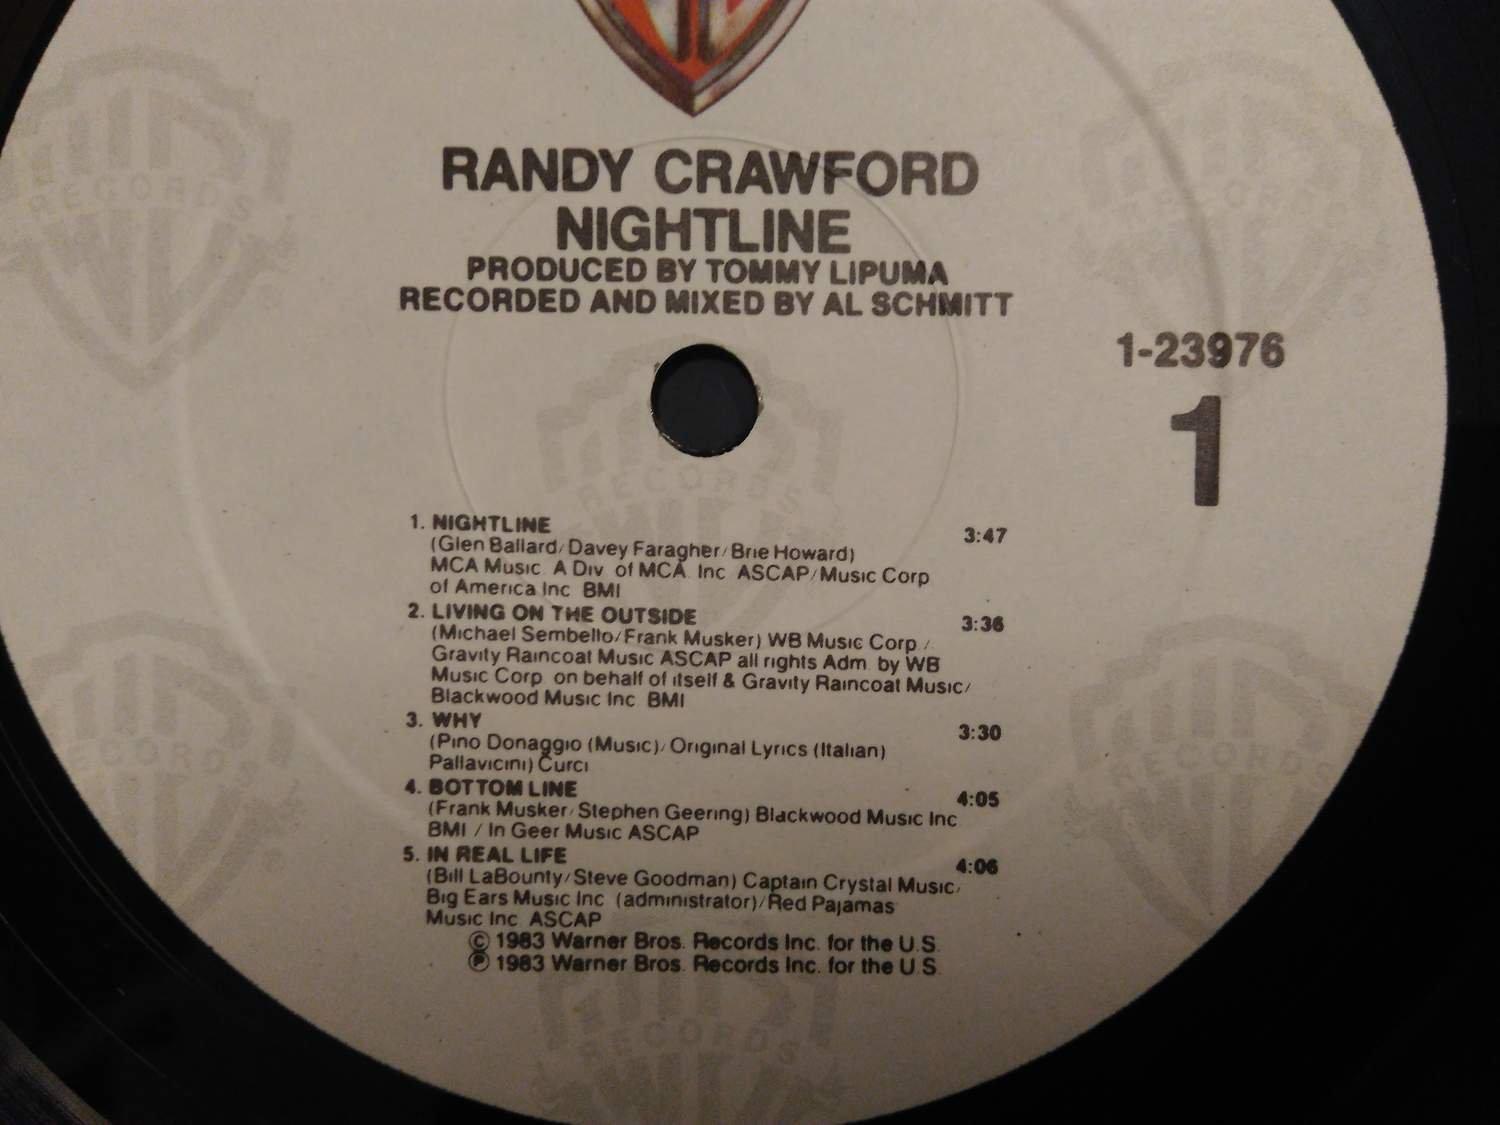 RANDY CRAWFORD
NIGHTLINE
PRODUCED BY TOMMY LIPUMA
RECORDED AND MIXED BY AL SCHMITT
1-23976
1
1. NIGHTLINE 3:47
(Glen Ballard/Davey Faragher/Brie Howard)
MCA Music. A Div. of MCA. Inc. ASCAP/Music Corp
of America Inc. BMI
2. LIVING ON THE OUTSIDE 3:36
(Michael Sembello/Frank Musker) WB Music Corp./
Gravity Raincoat Music ASCAP all rights Adm. by WB
Music Corp. on behalf of itself & Gravity Raincoat Music/
Blackwood Music Inc. BMI
3. WHY 3:30
(Pino Donaggio (Music)/Original Lyrics (Italian)
Pallavicini) Curci
4. BOTTOM LINE 4:05
(Frank Musker/Stephen Geering) Blackwood Music Inc.
BMI / In Geer Music ASCAP
5. IN REAL LIFE 4:06
(Bill LaBounty/Steve Goodman) Captain Crystal Music/
Big Ears Music Inc. (administrator)/Red Pajamas
Music Inc. ASCAP
© 1983 Warner Bros. Records Inc. for the U.S.
℗ 1983 Warner Bros. Records Inc. for the U.S.
RECORDS
RECORDS
RECORDS
RECORDS
RECORDS
RECORDS